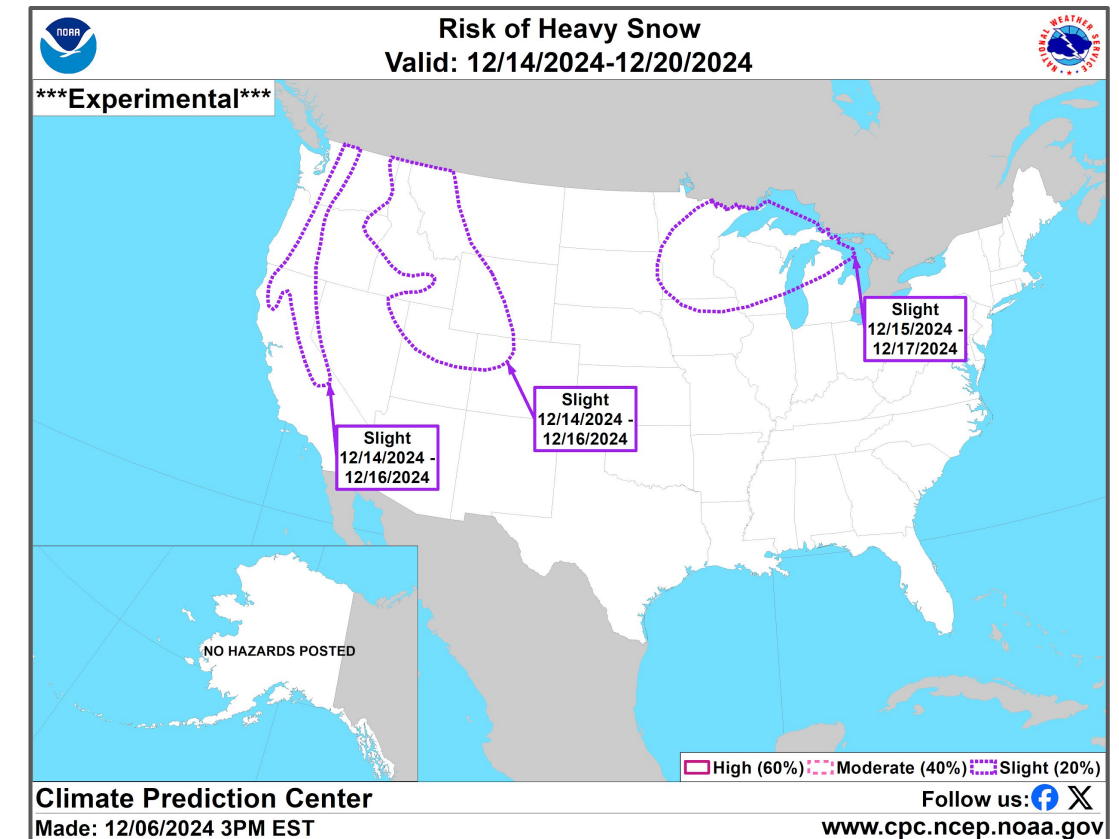 NOAA
Risk of Heavy Snow
Valid: 12/14/2024-12/20/2024
NATIONAL WEATHER SERVICE
***Experimental***
Slight
12/15/2024 -
12/17/2024
Slight
12/14/2024 -
12/16/2024
Slight
12/14/2024 -
12/16/2024
NO HAZARDS POSTED
High (60%) Moderate (40%) Slight (20%)
Climate Prediction Center
Follow us:
Made: 12/06/2024 3PM EST
www.cpc.ncep.noaa.gov